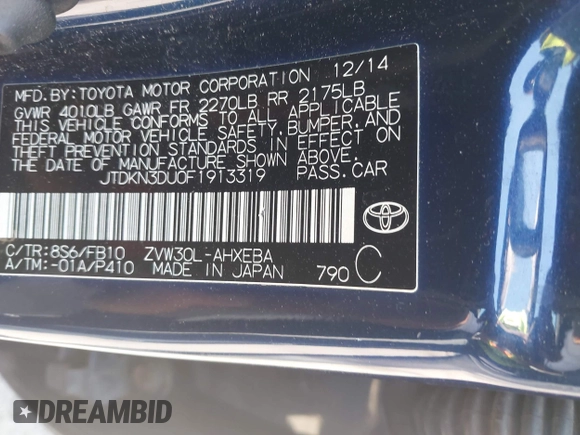 MFD.BY:TOYOTA MOTOR CORPORATION 12/14
GVWR 4010LB GAWR FR 2270LB RR 2175LB
THIS VEHICLE CONFORMS TO ALL APPLICABLE
FEDERAL MOTOR VEHICLE SAFETY, BUMPER, AND
THEFT PREVENTION STANDARDS IN EFFECT ON
THE DATE OF MANUFACTURE SHOWN ABOVE.
JTDKN3DU0F1913319 PASS.CAR
C/TR:8S6/FB10 ZVW30L-AHXEBA
A/TM:-01A/P410 MADE IN JAPAN 790 C
DREAMBID